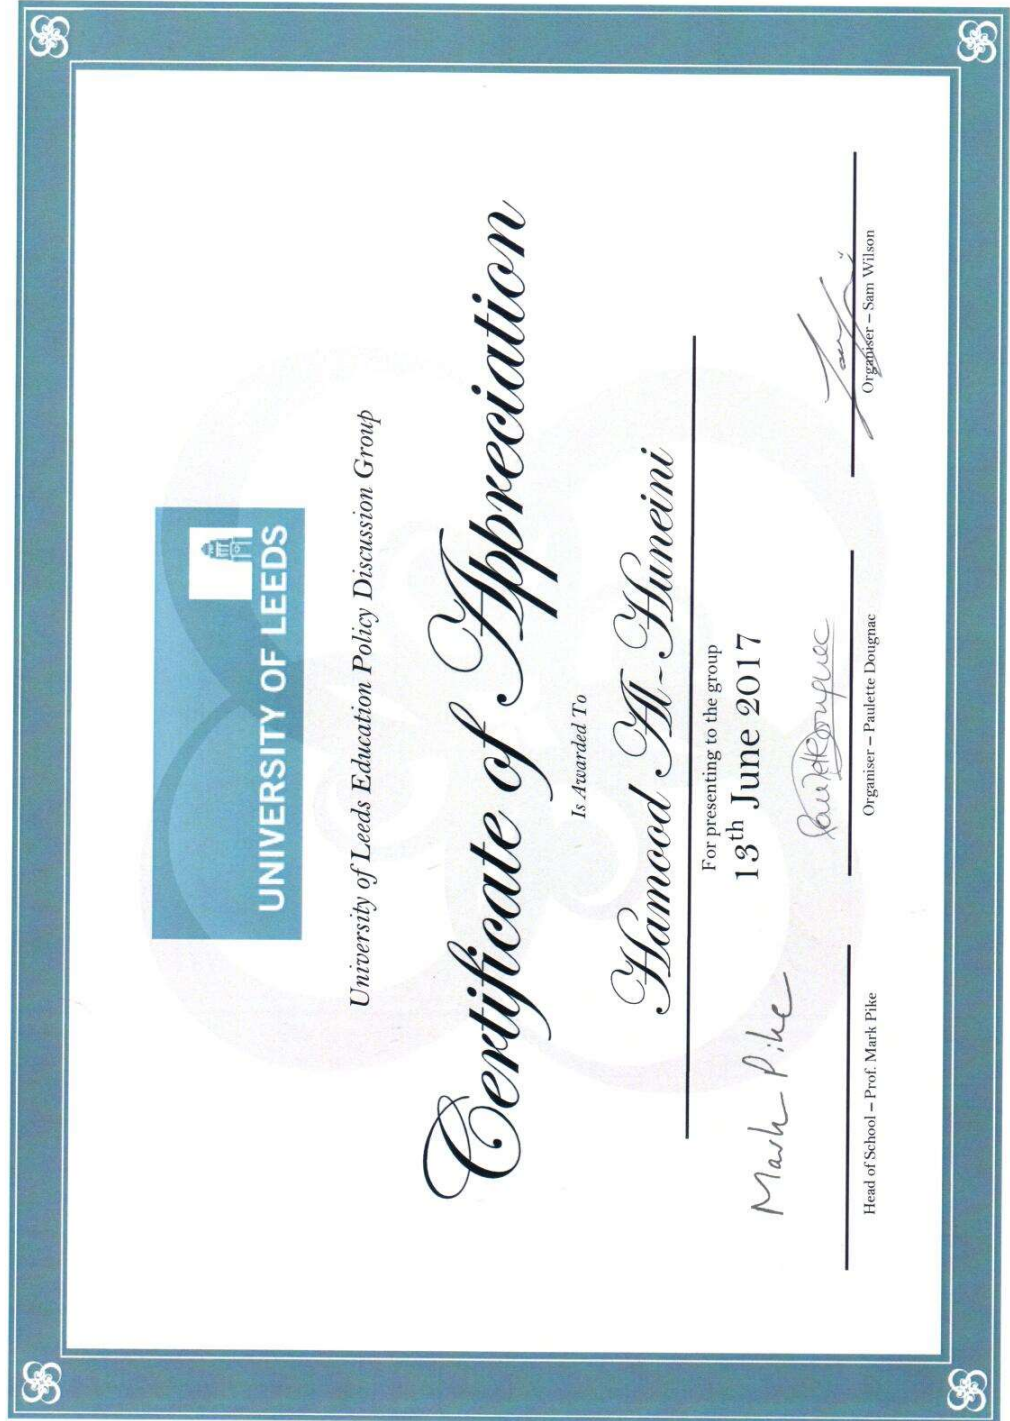 UNIVERSITY OF LEEDS
University of Leeds Education Policy Discussion Group
Certificate of Appreciation
Is Awarded To
Hamood Al-Huneini
For presenting to the group
13th June 2017
Mark Pike
Head of School – Prof. Mark Pike
Organiser – Paulette Dougnac
Organiser – Sam Wilson